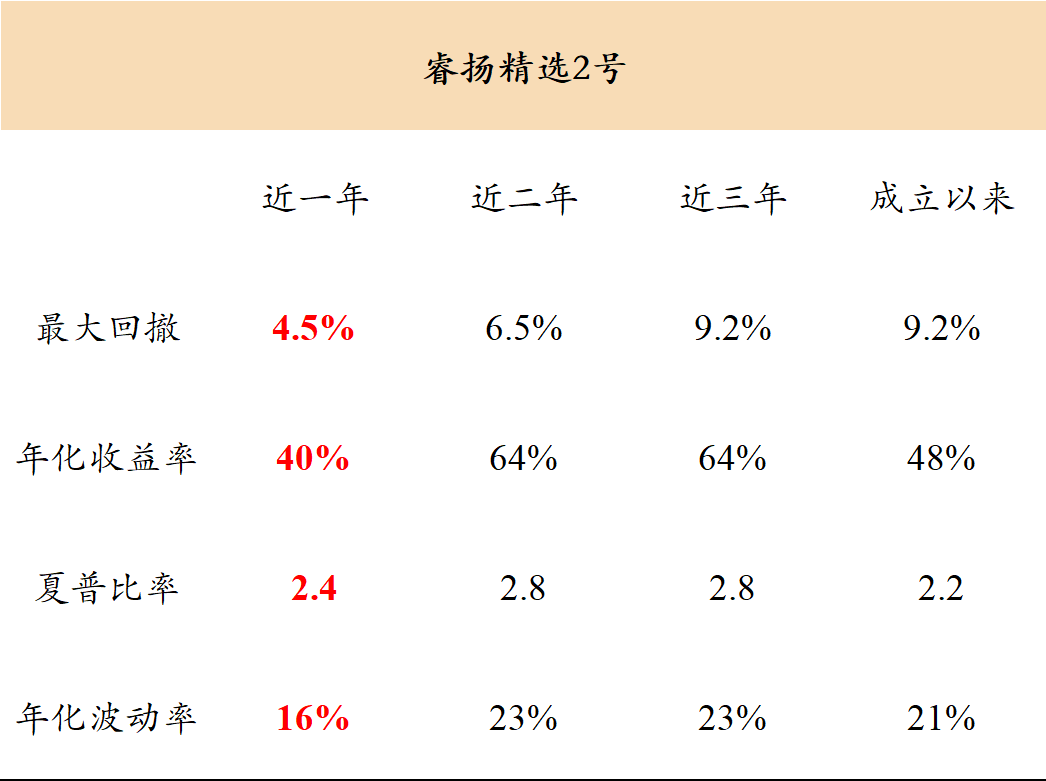 睿扬精选2号
近一年 近二年 近三年 成立以来
最大回撤 4.5% 6.5% 9.2% 9.2%
年化收益率 40% 64% 64% 48%
夏普比率 2.4 2.8 2.8 2.2
年化波动率 16% 23% 23% 21%